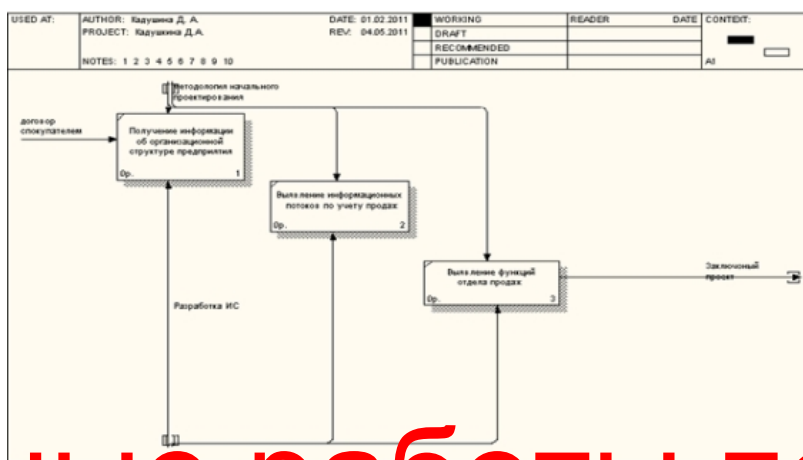 USED AT:
AUTHOR: Кадушкина Д. А.
DATE: 01.02.2011
WORKING
READER
DATE
CONTEXT:
PROJECT: Кадушкина Д.А.
REV: 04.05.2011
DRAFT
RECOMMENDED
NOTES: 1 2 3 4 5 6 7 8 9 10
PUBLICATION
Методология начального
проектирования
договор
спокупателем
Получение информации
об организационной
структуре предприятия
0р.
1
Выявление информационных
потоков по учету продаж
0р.
2
Выявление функций
отдела продаж
0р.
3
Заключоный
проект
Разработка ИС